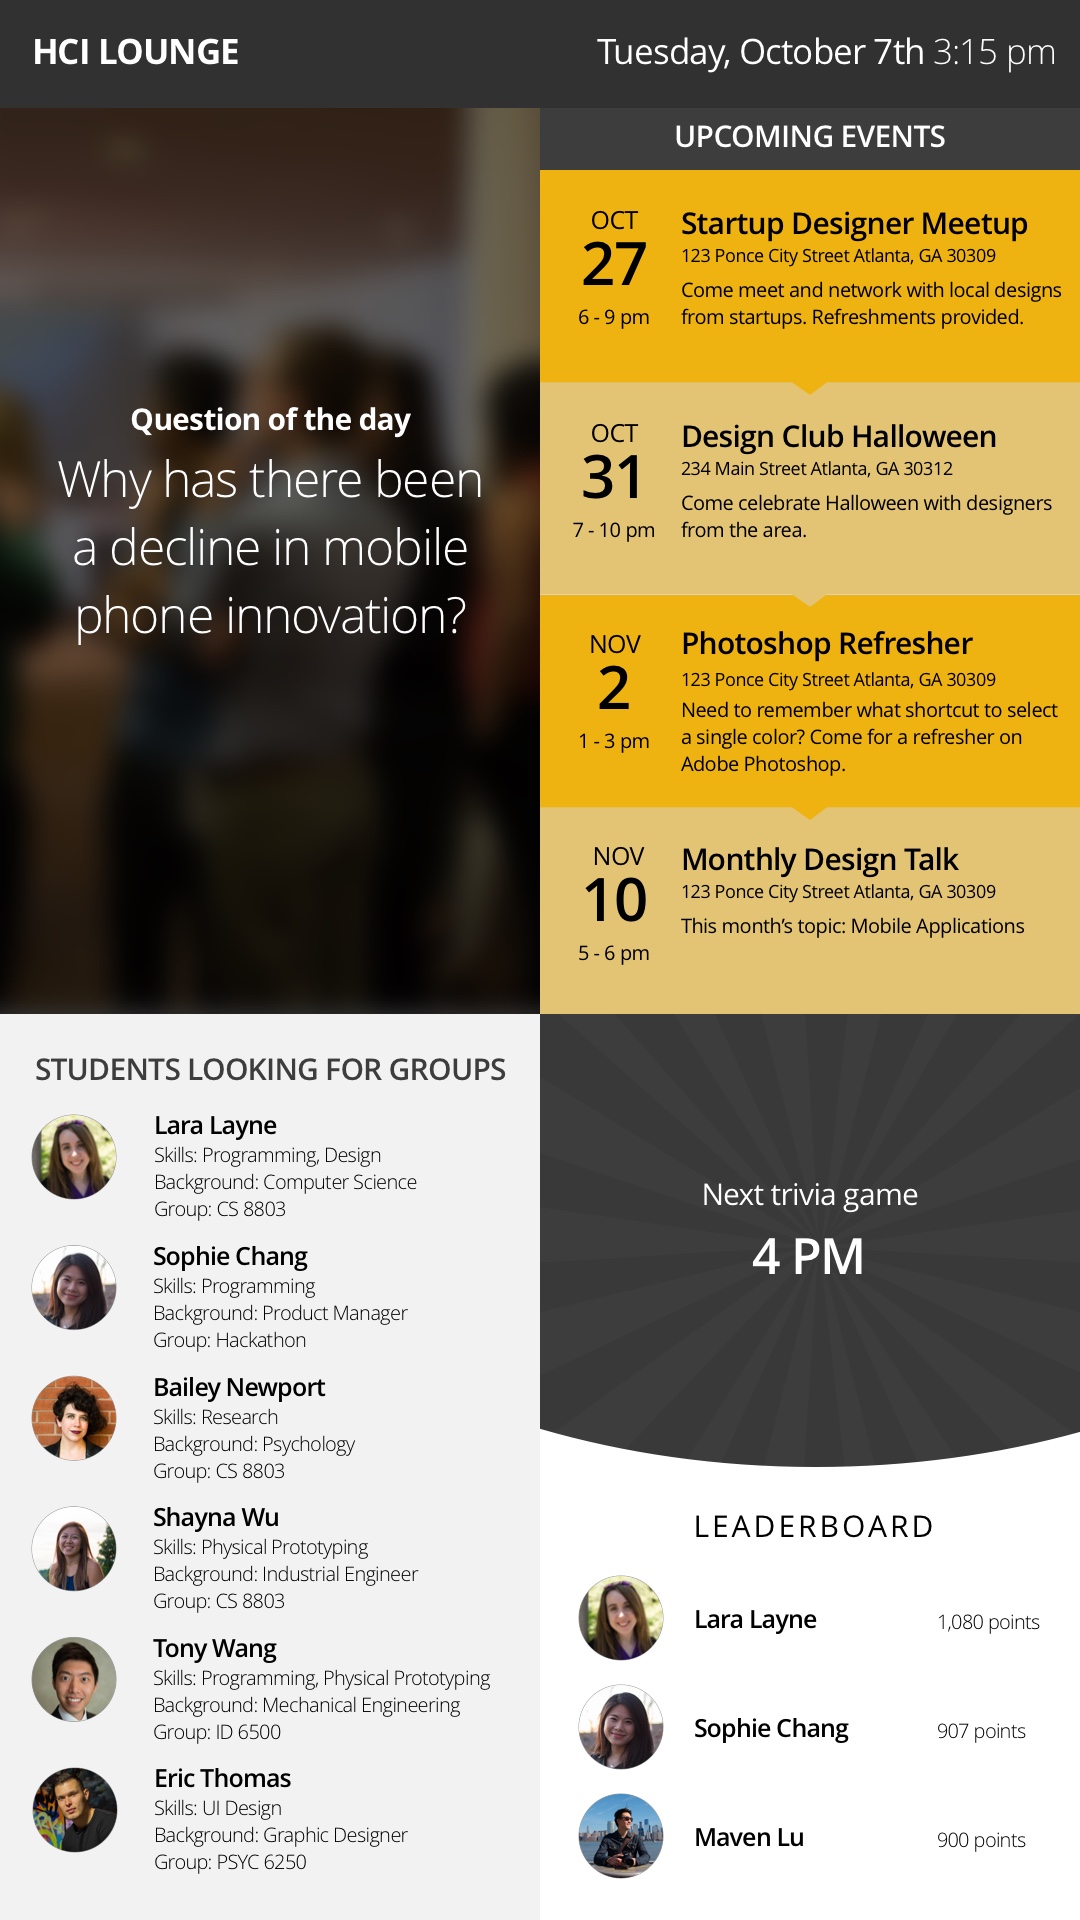 HCI LOUNGE
Tuesday, October 7th 3:15 pm
Question of the day
Why has there been
a decline in mobile
phone innovation?
UPCOMING EVENTS
OCT
27
6 - 9 pm
Startup Designer Meetup
123 Ponce City Street Atlanta, GA 30309
Come meet and network with local designs
from startups. Refreshments provided.
OCT
31
7 - 10 pm
Design Club Halloween
234 Main Street Atlanta, GA 30312
Come celebrate Halloween with designers
from the area.
NOV
2
1 - 3 pm
Photoshop Refresher
123 Ponce City Street Atlanta, GA 30309
Need to remember what shortcut to select
a single color? Come for a refresher on
Adobe Photoshop.
NOV
10
5 - 6 pm
Monthly Design Talk
123 Ponce City Street Atlanta, GA 30309
This month’s topic: Mobile Applications
STUDENTS LOOKING FOR GROUPS
Lara Layne
Skills: Programming, Design
Background: Computer Science
Group: CS 8803
Sophie Chang
Skills: Programming
Background: Product Manager
Group: Hackathon
Bailey Newport
Skills: Research
Background: Psychology
Group: CS 8803
Shayna Wu
Skills: Physical Prototyping
Background: Industrial Engineer
Group: CS 8803
Tony Wang
Skills: Programming, Physical Prototyping
Background: Mechanical Engineering
Group: ID 6500
Eric Thomas
Skills: UI Design
Background: Graphic Designer
Group: PSYC 6250
Next trivia game
4 PM
LEADERBOARD
Lara Layne 1,080 points
Sophie Chang 907 points
Maven Lu 900 points